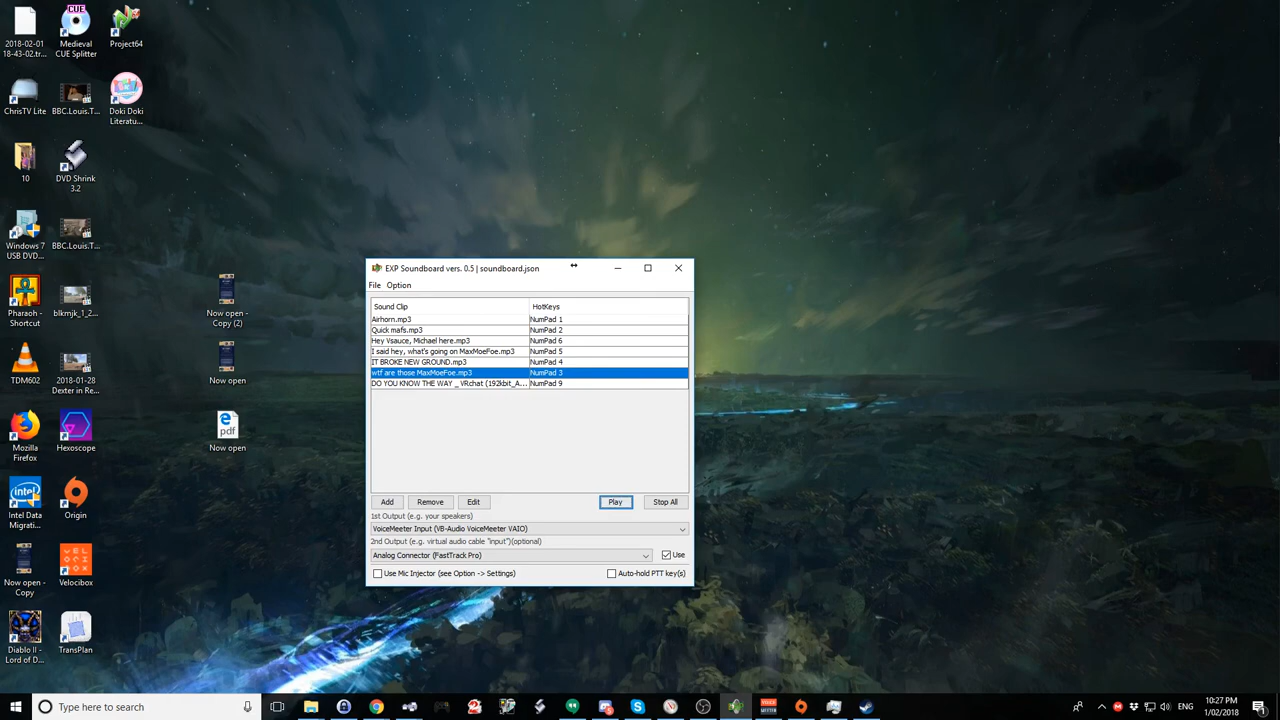 2018-02-01
18-43-02.tr...
CUE
Medieval
CUE Splitter
Project64
ChrisTV Lite
BBC.Louis.T...
Doki Doki
Literatu...
10
DVD Shrink
3.2
Windows 7
USB DVD...
BBC.Louis.T...
Pharaoh -
Shortcut
blkmjk_1_2...
Now open -
Copy (2)
TDM602
2018-01-28
Dexter in Re...
Now open
Mozilla
Firefox
Hexoscope
pdf
Now open
Intel Data
Migrati...
Origin
Now open -
Copy
Velocibox
Diablo II -
Lord of D...
TransPlan
EXP Soundboard vers. 0.5 | soundboard.json
File Option
Sound Clip HotKeys
Airhorn.mp3 NumPad 1
Quick mafs.mp3 NumPad 2
Hey Vsauce, Michael here.mp3 NumPad 6
I said hey, what's going on MaxMoeFoe.mp3 NumPad 5
IT BROKE NEW GROUND.mp3 NumPad 4
wtf are those MaxMoeFoe.mp3 NumPad 3
DO YOU KNOW THE WAY _ VRchat (192kbit_A... NumPad 9
Add Remove Edit Play Stop All
1st Output (e.g. your speakers)
VoiceMeeter Input (VB-Audio VoiceMeeter VAIO)
2nd Output (e.g. virtual audio cable "input")(optional)
Analog Connector (FastTrack Pro) Use
Use Mic Injector (see Option -> Settings) Auto-hold PTT key(s)
Type here to search
ENG
10:27 PM
1/02/2018